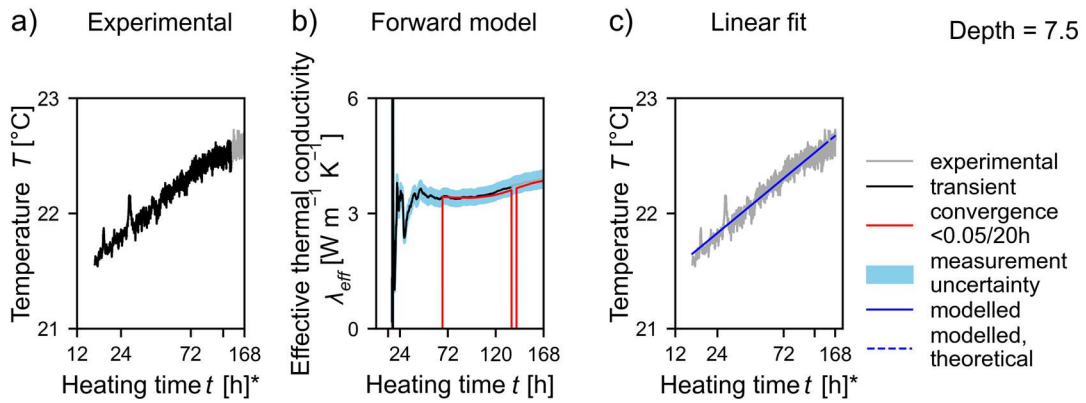 a) Experimental
b) Forward model
c) Linear fit
Depth = 7.5
Temperature T [°C]
23
22
21
12 24 72 168
Heating time t [h]*
Effective thermal conductivity
λeff [W m⁻¹ K⁻¹]
6
3
0
24 72 120 168
Heating time t [h]
Temperature T [°C]
23
22
21
12 24 72 168
Heating time t [h]*
experimental
transient
convergence
<0.05/20h
measurement
uncertainty
modelled
modelled,
theoretical